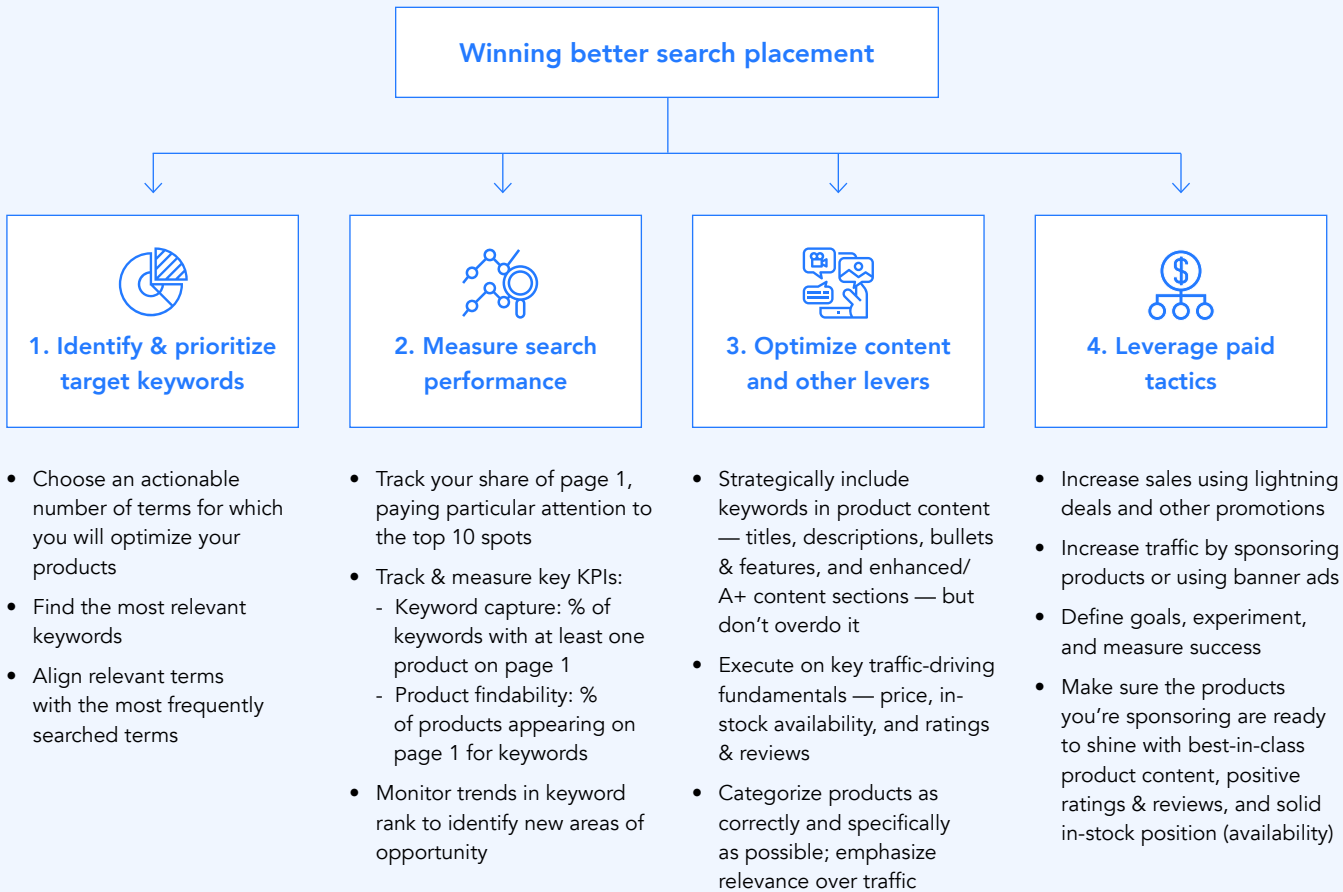 Winning better search placement
1. Identify & prioritize
target keywords
• Choose an actionable
number of terms for which
you will optimize your
products
• Find the most relevant
keywords
• Align relevant terms
with the most frequently
searched terms
2. Measure search
performance
• Track your share of page 1,
paying particular attention to
the top 10 spots
• Track & measure key KPIs:
- Keyword capture: % of
keywords with at least one
product on page 1
- Product findability: %
of products appearing on
page 1 for keywords
• Monitor trends in keyword
rank to identify new areas of
opportunity
3. Optimize content
and other levers
• Strategically include
keywords in product content
— titles, descriptions, bullets
& features, and enhanced/
A+ content sections — but
don’t overdo it
• Execute on key traffic-driving
fundamentals — price, in-
stock availability, and ratings
& reviews
• Categorize products as
correctly and specifically
as possible; emphasize
relevance over traffic
$
4. Leverage paid
tactics
• Increase sales using lightning
deals and other promotions
• Increase traffic by sponsoring
products or using banner ads
• Define goals, experiment,
and measure success
• Make sure the products
you’re sponsoring are ready
to shine with best-in-class
product content, positive
ratings & reviews, and solid
in-stock position (availability)